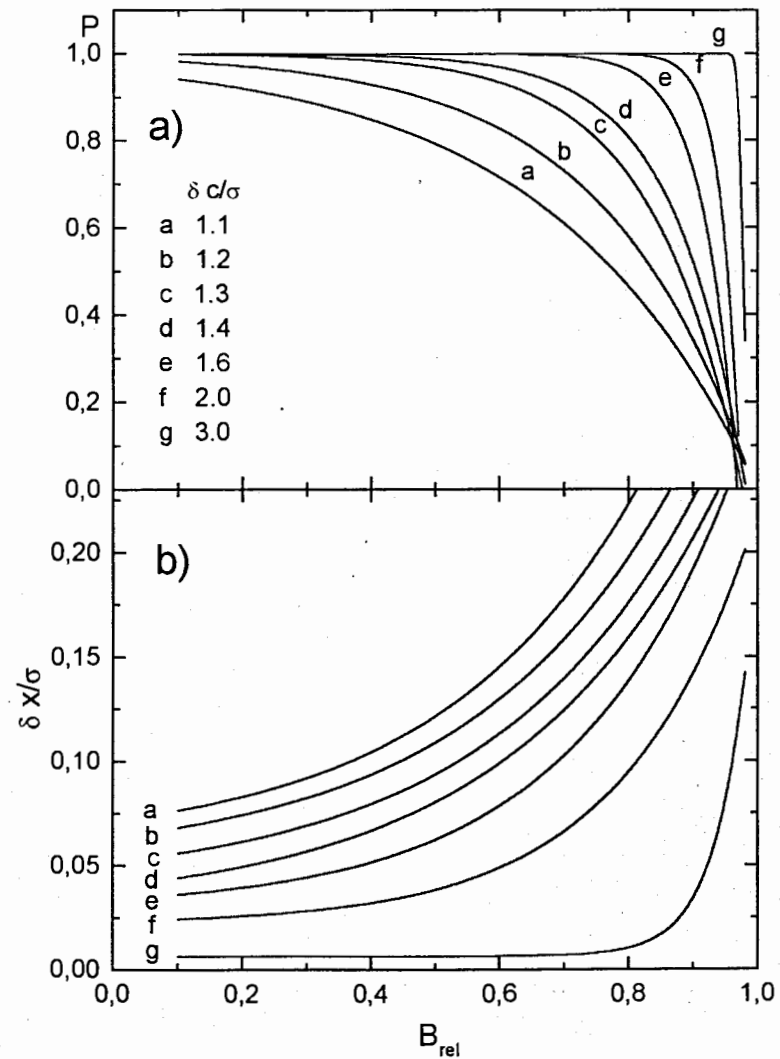 P
1,0
0,8
0,6
0,4
0,2
0,0
a)
δ c/σ
a 1.1
b 1.2
c 1.3
d 1.4
e 1.6
f 2.0
g 3.0
g
f
e
d
c
b
a
b)
0,20
0,15
0,10
0,05
0,00
δ x/σ
a
b
c
d
e
f
g
0,0 0,2 0,4 0,6 0,8 1,0
B_rel